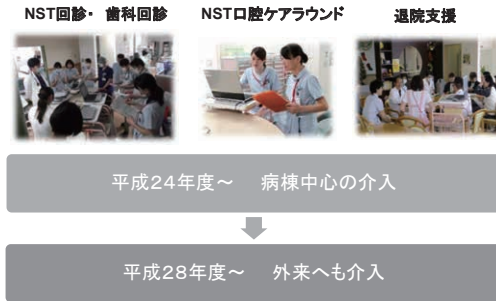 NST回診・ 歯科回診
NST口腔ケアラウンド
退院支援
平成24年度～　病棟中心の介入
平成28年度～　外来へも介入